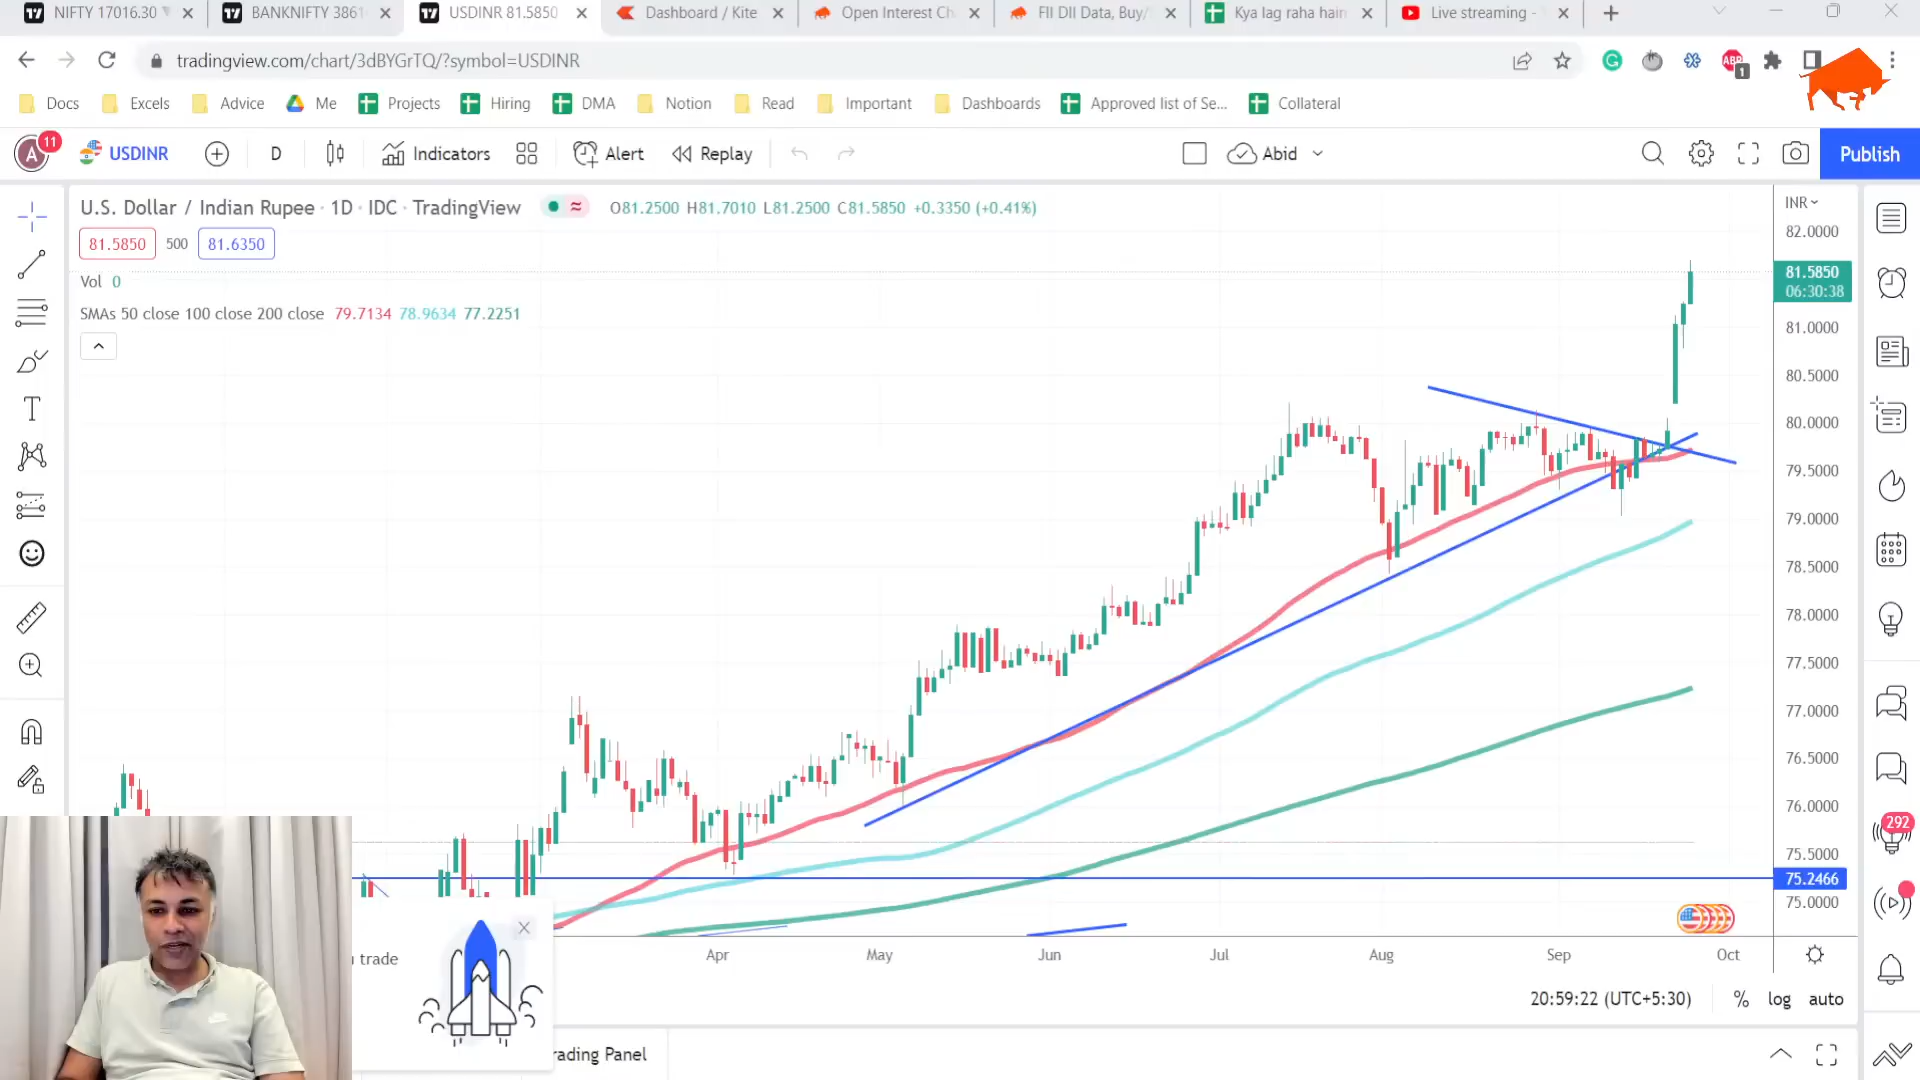 NIFTY 17016.30
BANKNIFTY 3861
USDINR 81.5850
Dashboard / Kite
Open Interest Ch
FII DII Data, Buy/
Kya lag raha hain
Live streaming -
tradingview.com/chart/3dBYGrTQ/?symbol=USDINR
ABP
1
Docs
Excels
Advice
Me
Projects
Hiring
DMA
Notion
Read
Important
Dashboards
Approved list of Se...
Collateral
A
11
USDINR
D
Indicators
Alert
Replay
Abid
Publish
U.S. Dollar / Indian Rupee · 1D · IDC · TradingView
O81.2500 H81.7010 L81.2500 C81.5850 +0.3350 (+0.41%)
INR
81.5850
500
81.6350
Vol 0
SMAs 50 close 100 close 200 close 79.7134 78.9634 77.2251
82.0000
81.5850
06:30:38
81.0000
80.5000
80.0000
79.5000
79.0000
78.5000
78.0000
77.5000
77.0000
76.5000
76.0000
75.5000
75.2466
75.0000
292
trade
Apr
May
Jun
Jul
Aug
Sep
Oct
20:59:22 (UTC+5:30)
%
log
auto
rading Panel